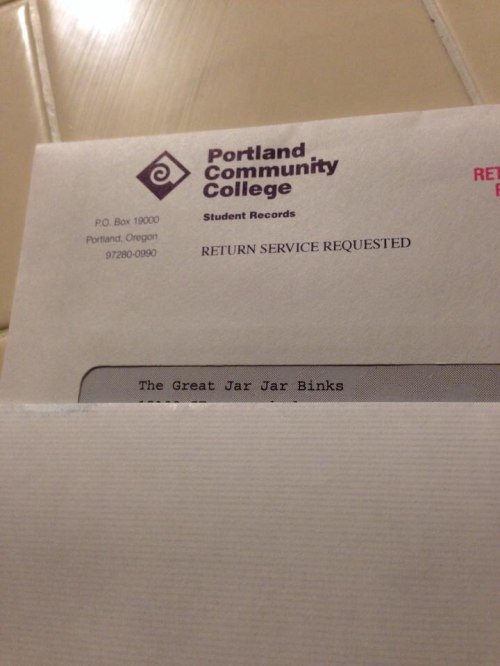 Portland
Community
College
P.O. Box 19000
Portland, Oregon
97280-0990
Student Records
RETURN SERVICE REQUESTED
The Great Jar Jar Binks